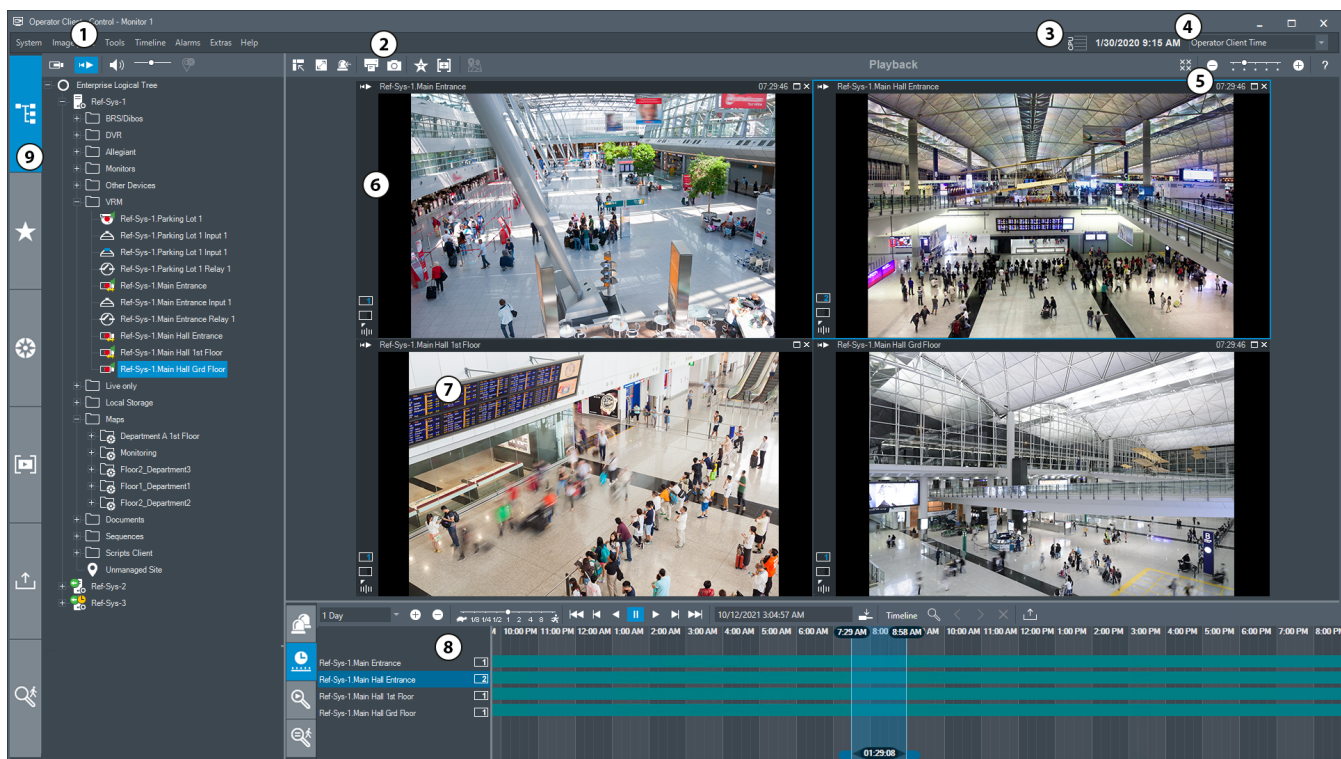 Operator Client - Control - Monitor 1
1
2
3
4
System Image Tools Timeline Alarms Extras Help
CPU
1/30/2020 9:15 AM
Operator Client Time
Playback
5
?
Enterprise Logical Tree
Ref-Sys-1
BRS/Dibos
DVR
Allegiant
Monitors
Other Devices
VRM
Ref-Sys-1.Parking Lot 1
Ref-Sys-1.Parking Lot 1 Input 1
Ref-Sys-1.Parking Lot 1 Input 1
Ref-Sys-1.Parking Lot 1 Relay 1
Ref-Sys-1.Main Entrance
Ref-Sys-1.Main Entrance Input 1
Ref-Sys-1.Main Entrance Relay 1
Ref-Sys-1.Main Hall Entrance
Ref-Sys-1.Main Hall 1st Floor
Ref-Sys-1.Main Hall Grd Floor
Live only
Local Storage
Maps
Department A 1st Floor
Monitoring
Floor2_Department3
Floor1_Department1
Floor2_Department2
Documents
Sequences
Scripts Client
Unmanaged Site
Ref-Sys-2
Ref-Sys-3
9
Ref-Sys-1.Main Entrance
07:29:46
6
1
Ref-Sys-1.Main Hall Entrance
07:29:46
2
Ref-Sys-1.Main Hall 1st Floor
7
1
Ref-Sys-1.Main Hall Grd Floor
07:29:46
B
1
1 Day
1/8 1/4 1/2 1 2 4 8
10/12/2021 3:04:57 AM
Timeline
8
10:00 PM 11:00 PM 12:00 AM 1:00 AM 2:00 AM 3:00 AM 4:00 AM 5:00 AM 6:00 AM 7:29 AM 8:00 8:58 AM AM 10:00 AM 11:00 AM 12:00 PM 1:00 PM 2:00 PM 3:00 PM 4:00 PM 5:00 PM 6:00 PM 7:00 PM 8:00 P
Ref-Sys-1.Main Entrance 1
Ref-Sys-1.Main Hall Entrance 2
Ref-Sys-1.Main Hall 1st Floor 1
Ref-Sys-1.Main Hall Grd Floor 1
01:29:08